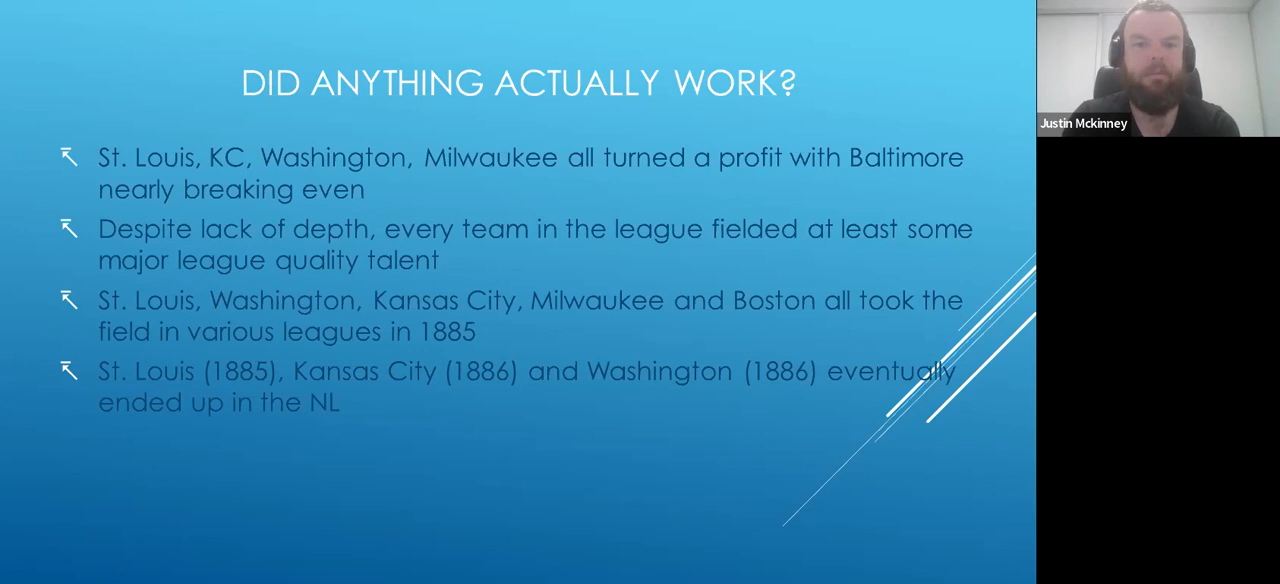 DID ANYTHING ACTUALLY WORK?
St. Louis, KC, Washington, Milwaukee all turned a profit with Baltimore
nearly breaking even
Despite lack of depth, every team in the league fielded at least some
major league quality talent
St. Louis, Washington, Kansas City, Milwaukee and Boston all took the
field in various leagues in 1885
St. Louis (1885), Kansas City (1886) and Washington (1886) eventually
ended up in the NL
Justin Mckinney